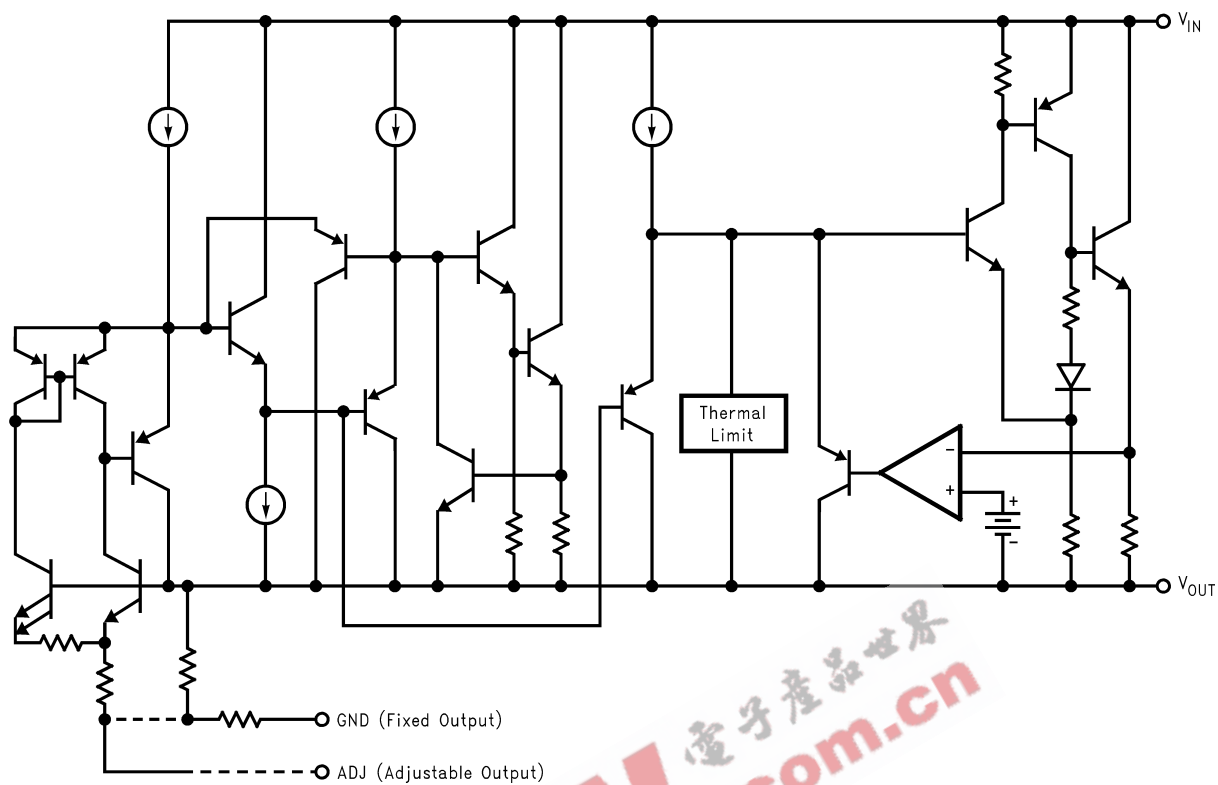 VIN
Thermal
Limit
−
+
+
−
VOUT
GND (Fixed Output)
ADJ (Adjustable Output)
電子產品世界
.com.cn